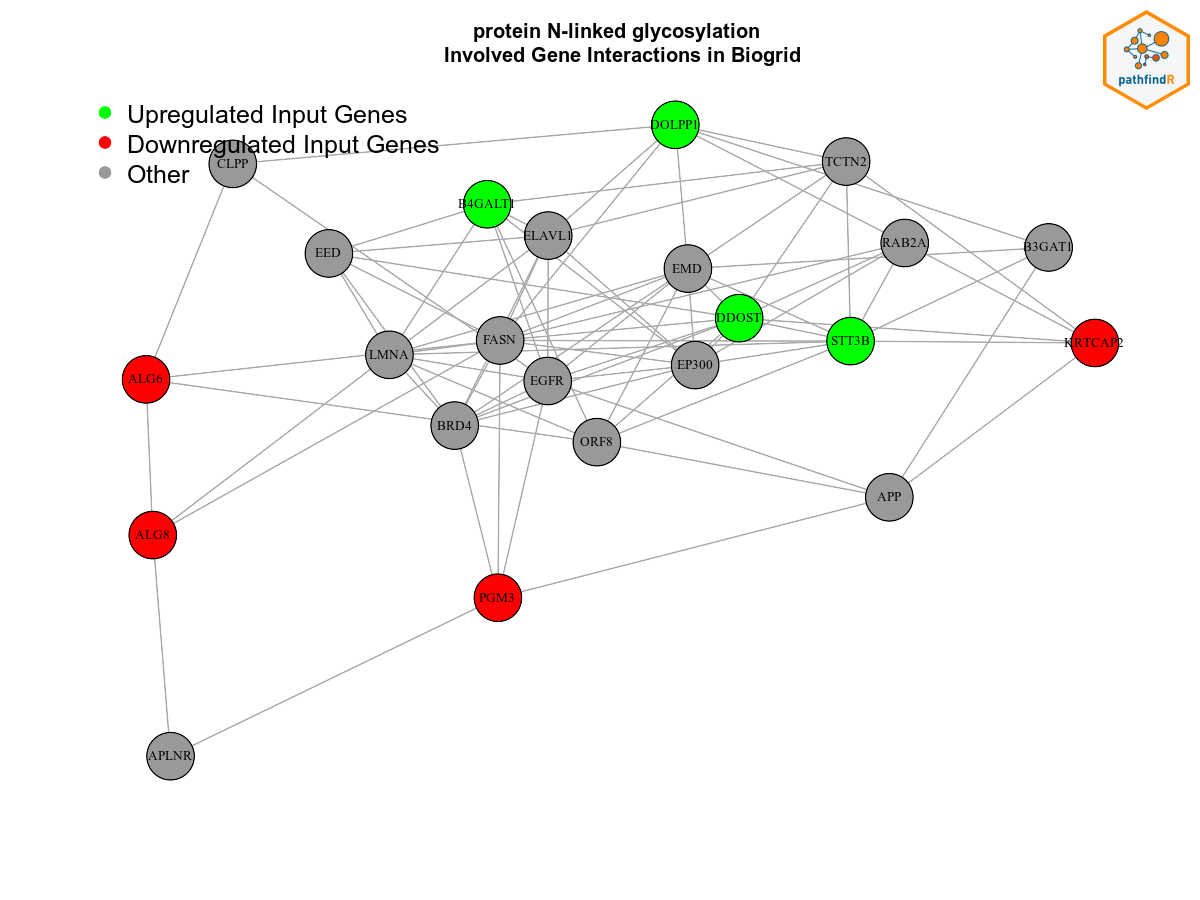 protein N-linked glycosylation
Involved Gene Interactions in Biogrid
pathfindR
Upregulated Input Genes
Downregulated Input Genes
Other
DOLPP1
CLPP
TCTN2
B4GALT1
ELAVL1
EED
RAB2A
B3GAT1
EMD
DDOST
STT3B
KRTCAP2
FASN
LMNA
EP300
ALG6
EGFR
BRD4
ORF8
APP
ALG8
PGM3
APLNR